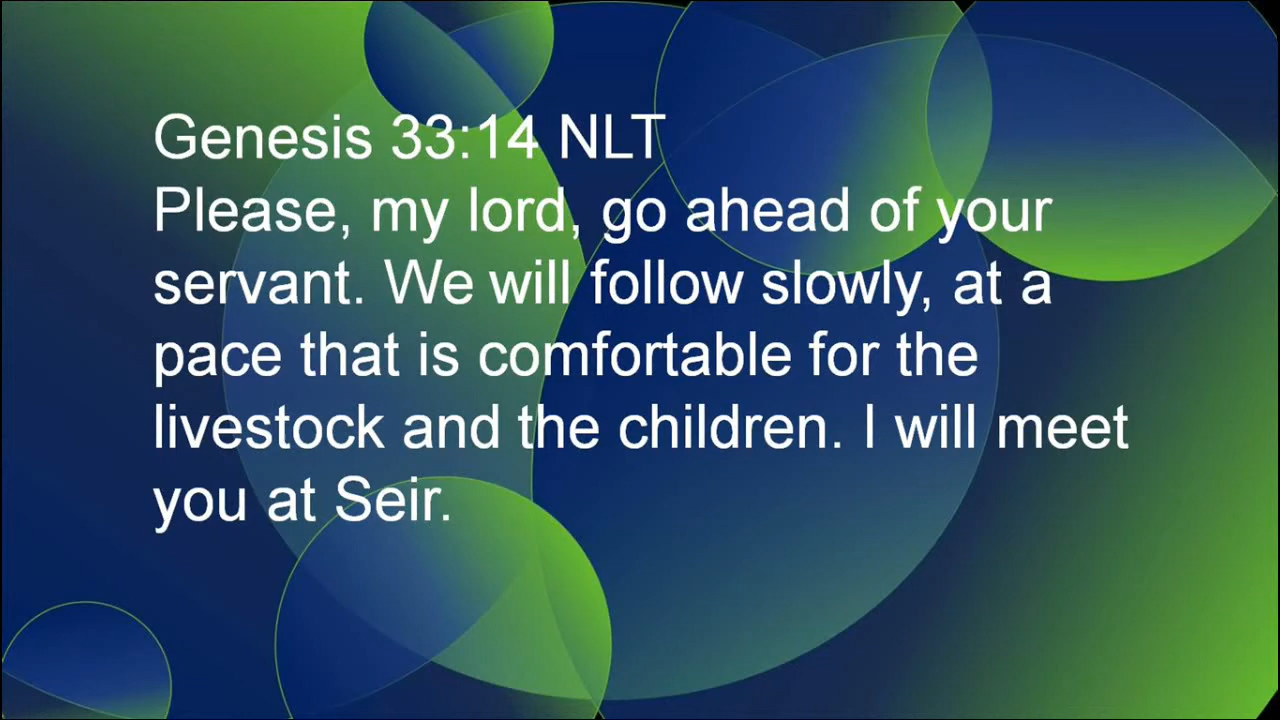 Genesis 33:14 NLT
Please, my lord, go ahead of your
servant. We will follow slowly, at a
pace that is comfortable for the
livestock and the children. I will meet
you at Seir.